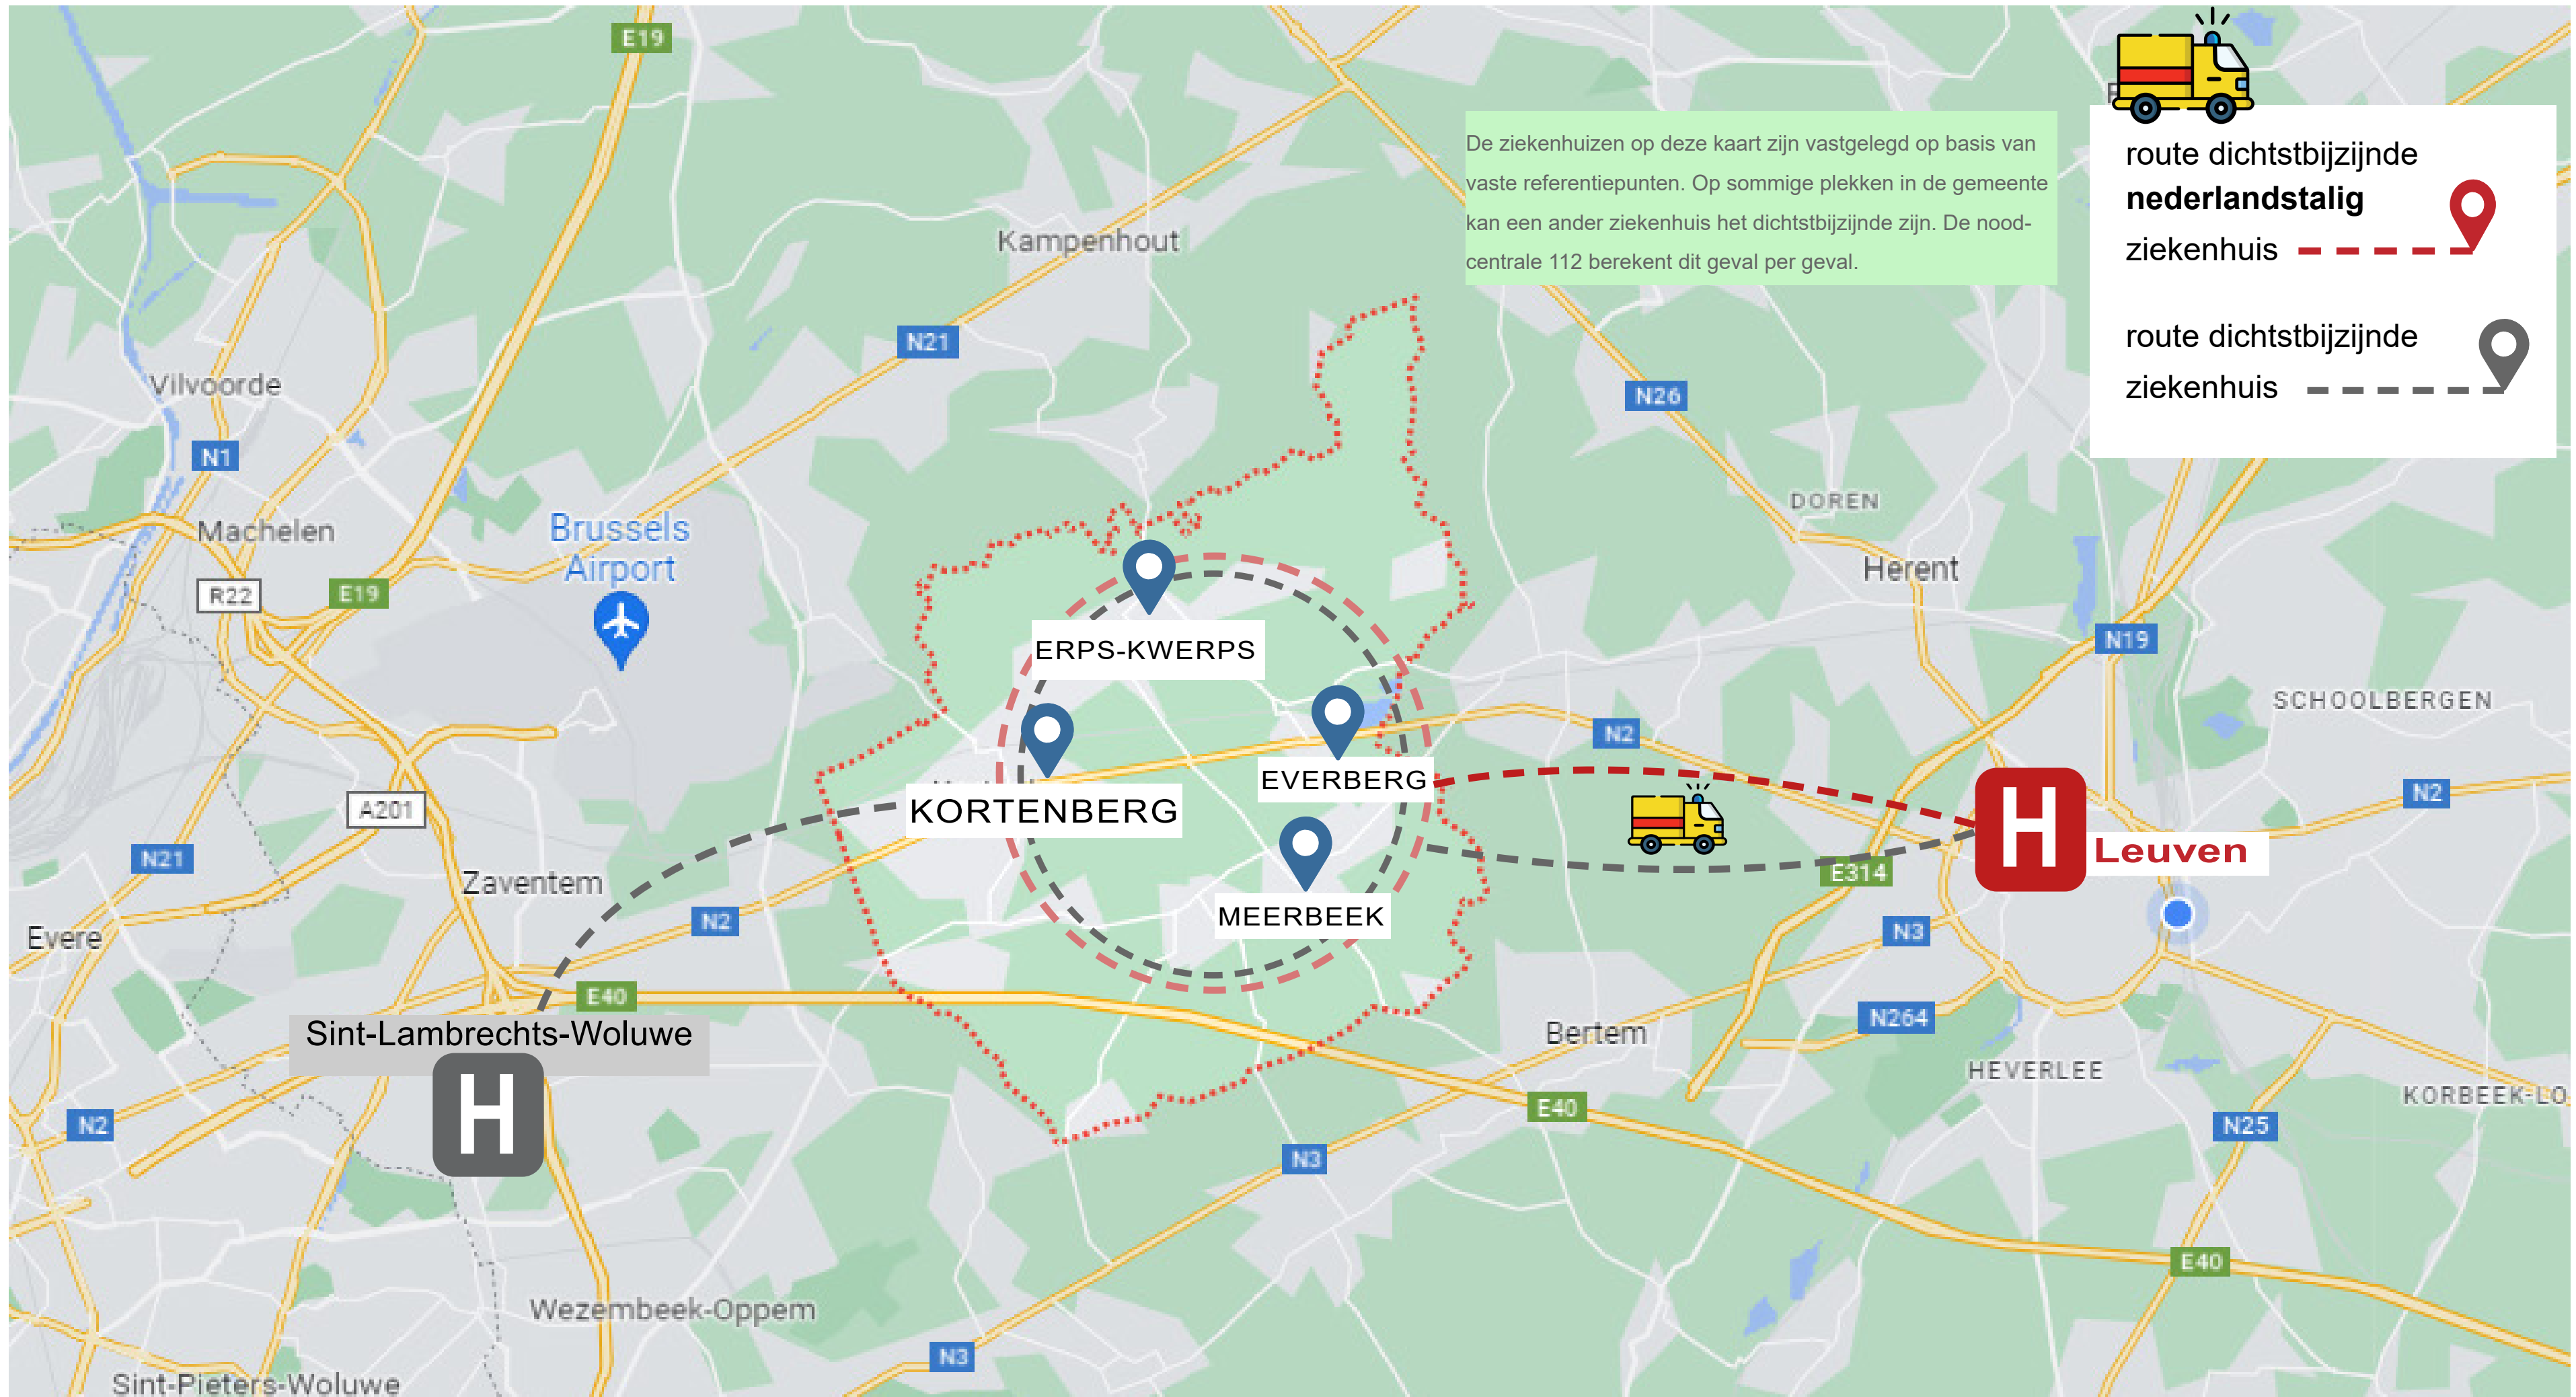 E19
De ziekenhuizen op deze kaart zijn vastgelegd op basis van
vaste referentiepunten. Op sommige plekken in de gemeente
kan een ander ziekenhuis het dichtstbijzijnde zijn. De nood-
centrale 112 berekent dit geval per geval.
route dichtstbijzijnde
nederlandstalig
ziekenhuis
route dichtstbijzijnde
ziekenhuis
Kampenhout
N21
Vilvoorde
N26
N1
DOREN
Machelen
Brussels
Airport
Herent
R22
E19
N19
ERPS-KWERPS
SCHOOLBERGEN
N2
EVERBERG
N2
A201
KORTENBERG
H
Leuven
N21
E314
Zaventem
MEERBEEK
N2
N3
Evere
E40
N264
Sint-Lambrechts-Woluwe
Bertem
H
HEVERLEE
KORBEEK-LO
E40
N2
N25
N3
E40
Wezembeek-Oppem
N3
Sint-Pieters-Woluwe